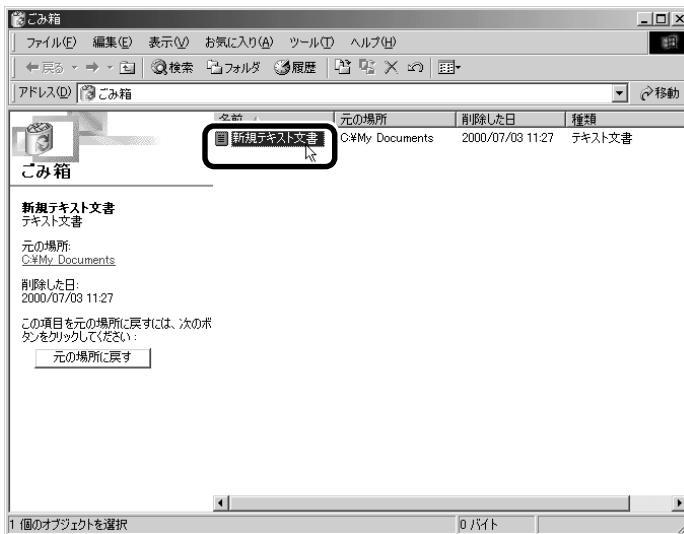 ごみ箱
ファイル(F) 編集(E) 表示(V) お気に入り(A) ツール(T) ヘルプ(H)
戻る 検索 フォルダ 履歴
アドレス(D) ごみ箱 移動
名前 元の場所 削除した日 種類
新規テキスト文書 C:¥My Documents 2000/07/03 11:27 テキスト文書
ごみ箱
新規テキスト文書
テキスト文書
元の場所:
C:¥My Documents
削除した日:
2000/07/03 11:27
この項目を元の場所に戻すには、次のボ
タンをクリックしてください:
元の場所に戻す
1 個のオブジェクトを選択 0 バイト